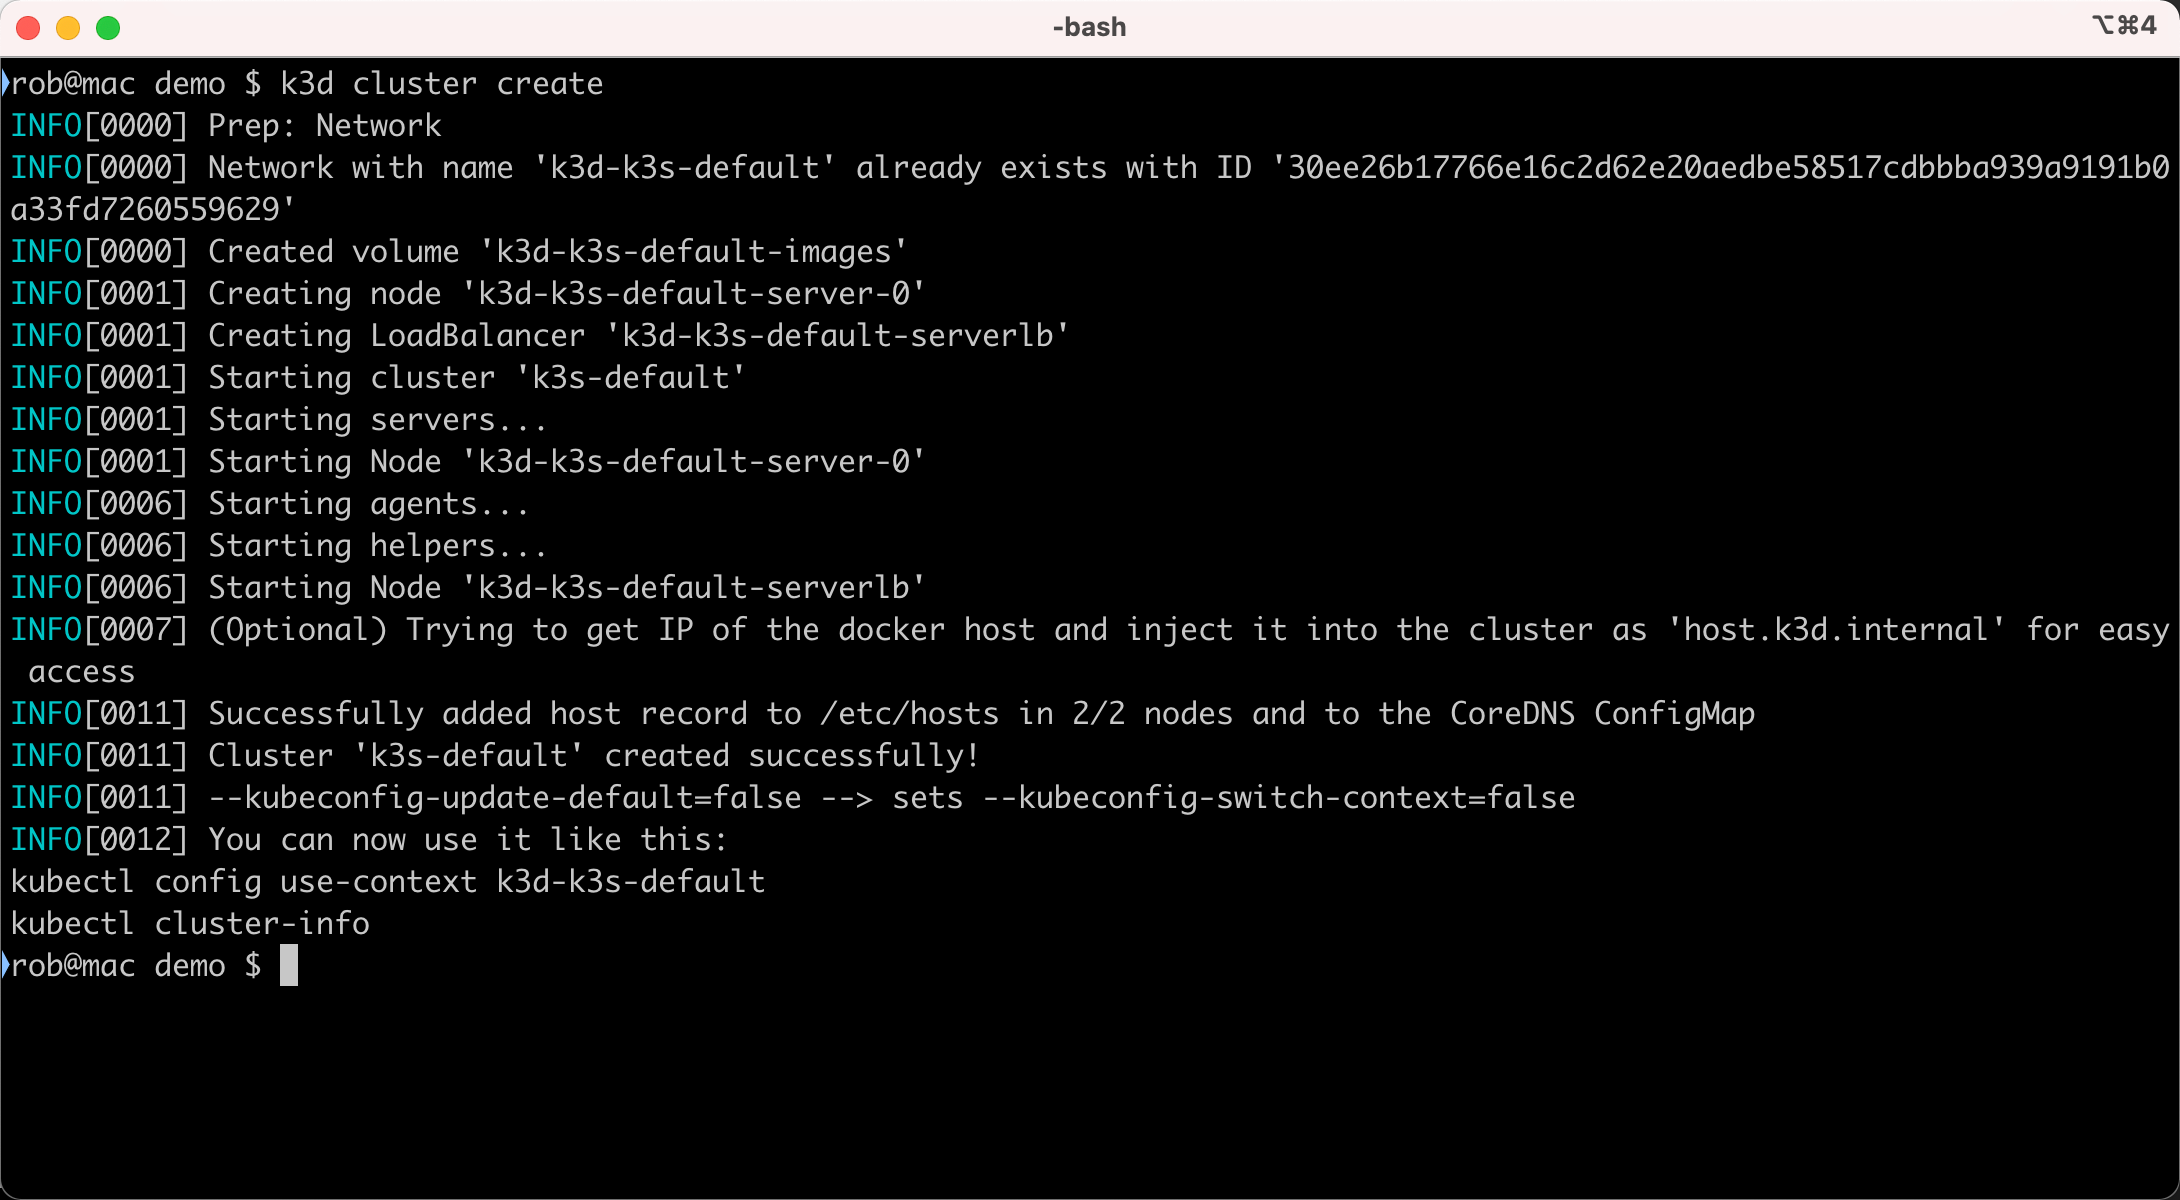 -bash
⌥⌘4
rob@mac demo $ k3d cluster create
INFO[0000] Prep: Network
INFO[0000] Network with name 'k3d-k3s-default' already exists with ID '30ee26b17766e16c2d62e20aedbe58517cdbbba939a9191b0
a33fd7260559629'
INFO[0000] Created volume 'k3d-k3s-default-images'
INFO[0001] Creating node 'k3d-k3s-default-server-0'
INFO[0001] Creating LoadBalancer 'k3d-k3s-default-serverlb'
INFO[0001] Starting cluster 'k3s-default'
INFO[0001] Starting servers...
INFO[0001] Starting Node 'k3d-k3s-default-server-0'
INFO[0006] Starting agents...
INFO[0006] Starting helpers...
INFO[0006] Starting Node 'k3d-k3s-default-serverlb'
INFO[0007] (Optional) Trying to get IP of the docker host and inject it into the cluster as 'host.k3d.internal' for easy
 access
INFO[0011] Successfully added host record to /etc/hosts in 2/2 nodes and to the CoreDNS ConfigMap
INFO[0011] Cluster 'k3s-default' created successfully!
INFO[0011] --kubeconfig-update-default=false --> sets --kubeconfig-switch-context=false
INFO[0012] You can now use it like this:
kubectl config use-context k3d-k3s-default
kubectl cluster-info
rob@mac demo $